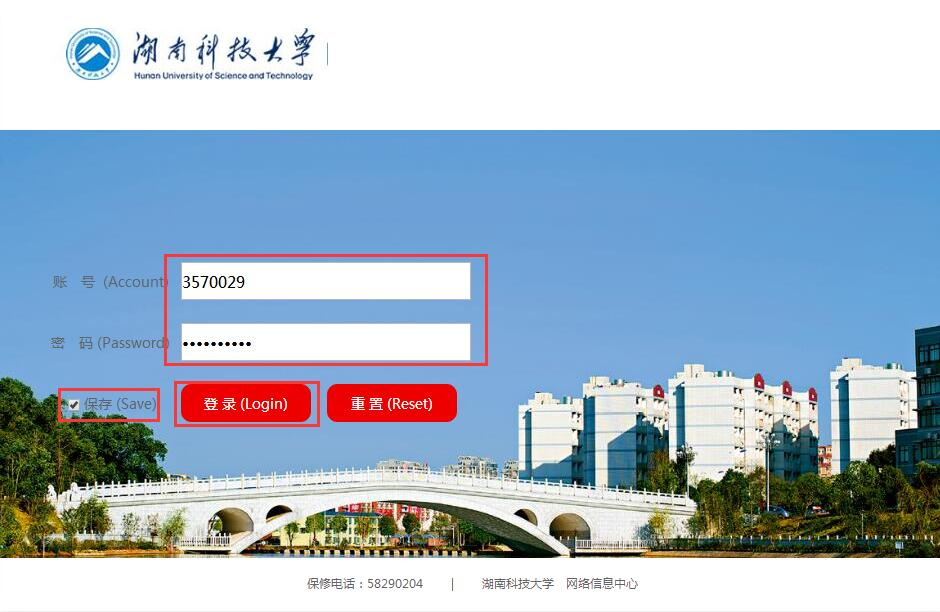 湖南科技大学
Hunan University of Science and Technology
账 号 (Account)
3570029
密 码 (Password)
••••••••••
保存 (Save)
登 录 (Login)
重 置 (Reset)
保修电话：58290204 | 湖南科技大学 网络信息中心